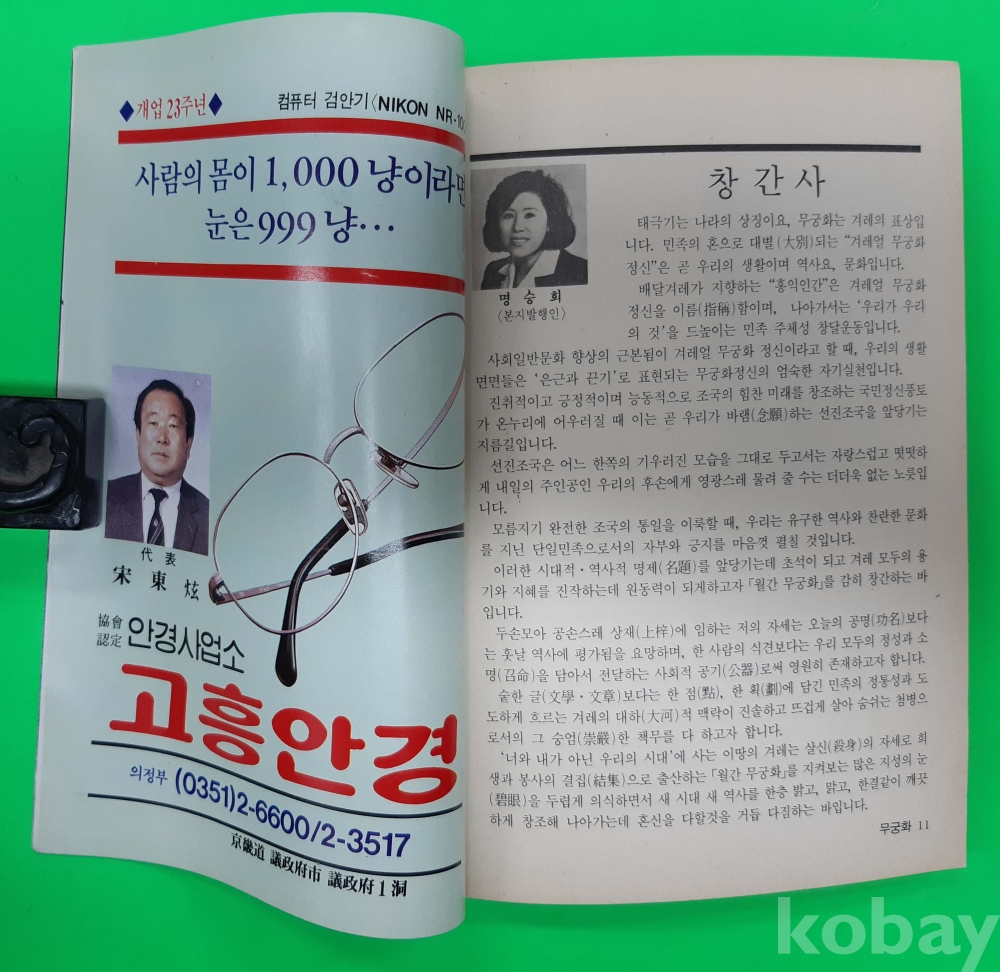 ◆개업 23주년◆
컴퓨터 검안기〈NIKON NR-10
사람의 몸이 1,000 냥이라면
눈은 999 냥…
代表
宋東炫
協會
認定 안경사업소
고흥안경
의정부 (0351)2-6600/2-3517
京畿道 議政府市 議政府1洞
창간사
명승희
〈본지발행인〉
태극기는 나라의 상징이요, 무궁화는 겨레의 표상입
니다. 민족의 혼으로 대별(大別)되는 “겨레얼 무궁화
정신”은 곧 우리의 생활이며 역사요, 문화입니다.
배달겨레가 지향하는 “홍익인간”은 겨레얼 무궁화
정신을 이름(指稱)함이며, 나아가서는 ‘우리가 우리
의 것’을 드높이는 민족 주체성 창달운동입니다.
사회일반문화 향상의 근본됨이 겨레얼 무궁화 정신이라고 할 때, 우리의 생활
면면들은 ‘은근과 끈기’로 표현되는 무궁화정신의 엄숙한 자기실천입니다.
진취적이고 긍정적이며 능동적으로 조국의 힘찬 미래를 창조하는 국민정신풍토
가 온누리에 어우러질 때 이는 곧 우리가 바램(念願)하는 선진조국을 앞당기는
지름길입니다.
선진조국은 어느 한쪽의 기우러진 모습을 그대로 두고서는 자랑스럽고 떳떳하
게 내일의 주인공인 우리의 후손에게 영광스레 물려 줄 수는 더더욱 없는 노릇입
니다.
모름지기 완전한 조국의 통일을 이룩할 때, 우리는 유구한 역사와 찬란한 문화
를 지닌 단일민족으로서의 자부와 긍지를 마음껏 펼칠 것입니다.
이러한 시대적·역사적 명제(名題)를 앞당기는데 초석이 되고 겨레 모두의 용
기와 지혜를 진작하는데 원동력이 되게하고자 「월간 무궁화」를 감히 창간하는 바
입니다.
두손모아 공손스레 상재(上梓)에 임하는 저의 자세는 오늘의 공명(功名)보다
는 훗날 역사에 평가됨을 요망하며, 한 사람의 식견보다는 우리 모두의 정성과 소
명(召命)을 담아서 전달하는 사회적 공기(公器)로써 영원히 존재하고자 합니다.
숱한 글(文學·文章)보다는 한 점(點), 한 획(劃)에 담긴 민족의 정통성과 도
도하게 흐르는 겨레의 대하(大河)적 맥락이 진솔하고 뜨겁게 살아 숨쉬는 첨병으
로서의 그 숭엄(崇嚴)한 책무를 다 하고자 합니다.
‘너와 내가 아닌 우리의 시대’에 사는 이땅의 겨레는 살신(殺身)의 자세로 희
생과 봉사의 결집(結集)으로 출산하는 「월간 무궁화」를 지켜보는 많은 지성의 눈
(碧眼)을 두렵게 의식하면서 새 시대 새 역사를 한층 밝고, 맑고, 한결같이 깨끗
하게 창조해 나아가는데 혼신을 다할것을 거듭 다짐하는 바입니다.
무궁화 11
kobay